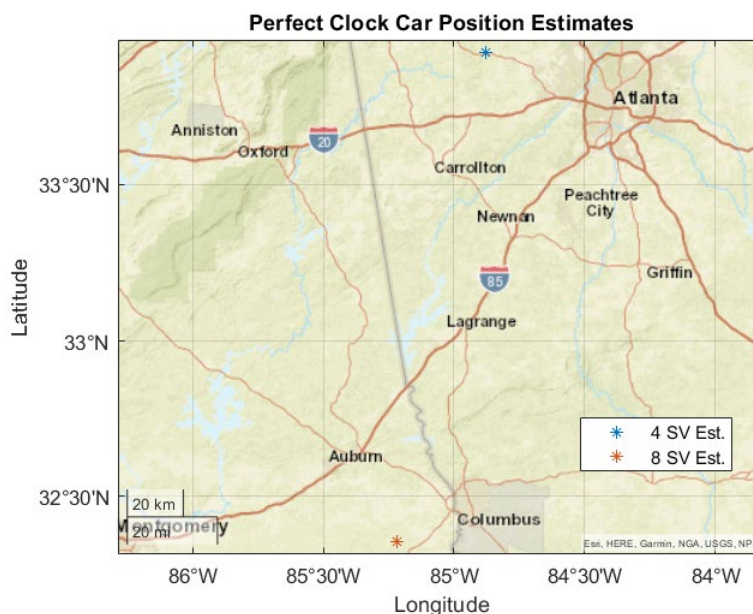 Perfect Clock Car Position Estimates
Atlanta
Anniston
Oxford
20
Carrollton
33°30'N
Peachtree
City
Newnan
Griffin
85
Latitude
Lagrange
33°N
4 SV Est.
8 SV Est.
Auburn
32°30'N
20 km
Columbus
Montgomery
20 mi
Esri, HERE, Garmin, NGA, USGS, NP
86°W
85°30'W
85°W
84°30'W
84°W
Longitude